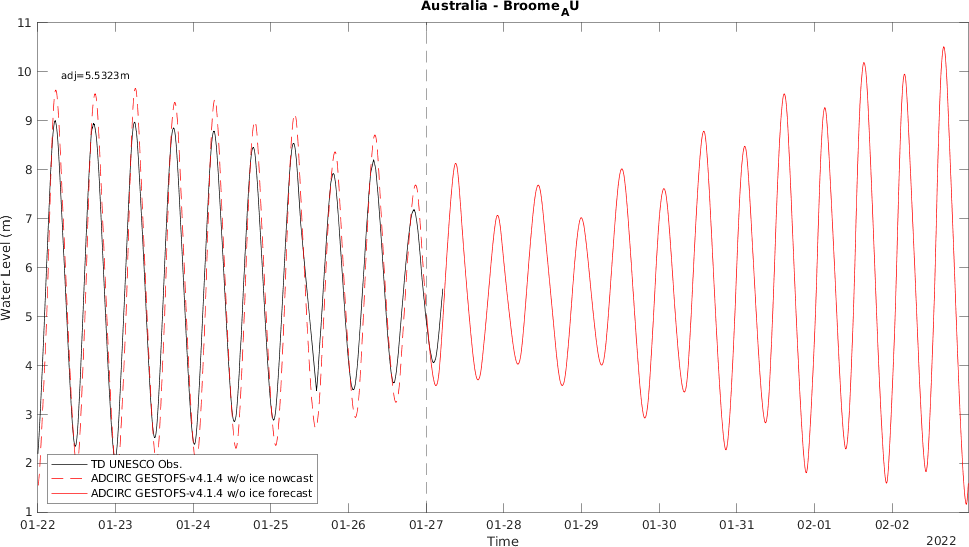 Australia - Broome_AU
11
10
9
8
7
6
5
4
3
2
1
Water Level (m)
adj=5.5323m
TD UNESCO Obs.
ADCIRC GESTOFS-v4.1.4 w/o ice nowcast
ADCIRC GESTOFS-v4.1.4 w/o ice forecast
01-22 01-23 01-24 01-25 01-26 01-27 01-28 01-29 01-30 01-31 02-01 02-02
Time
2022